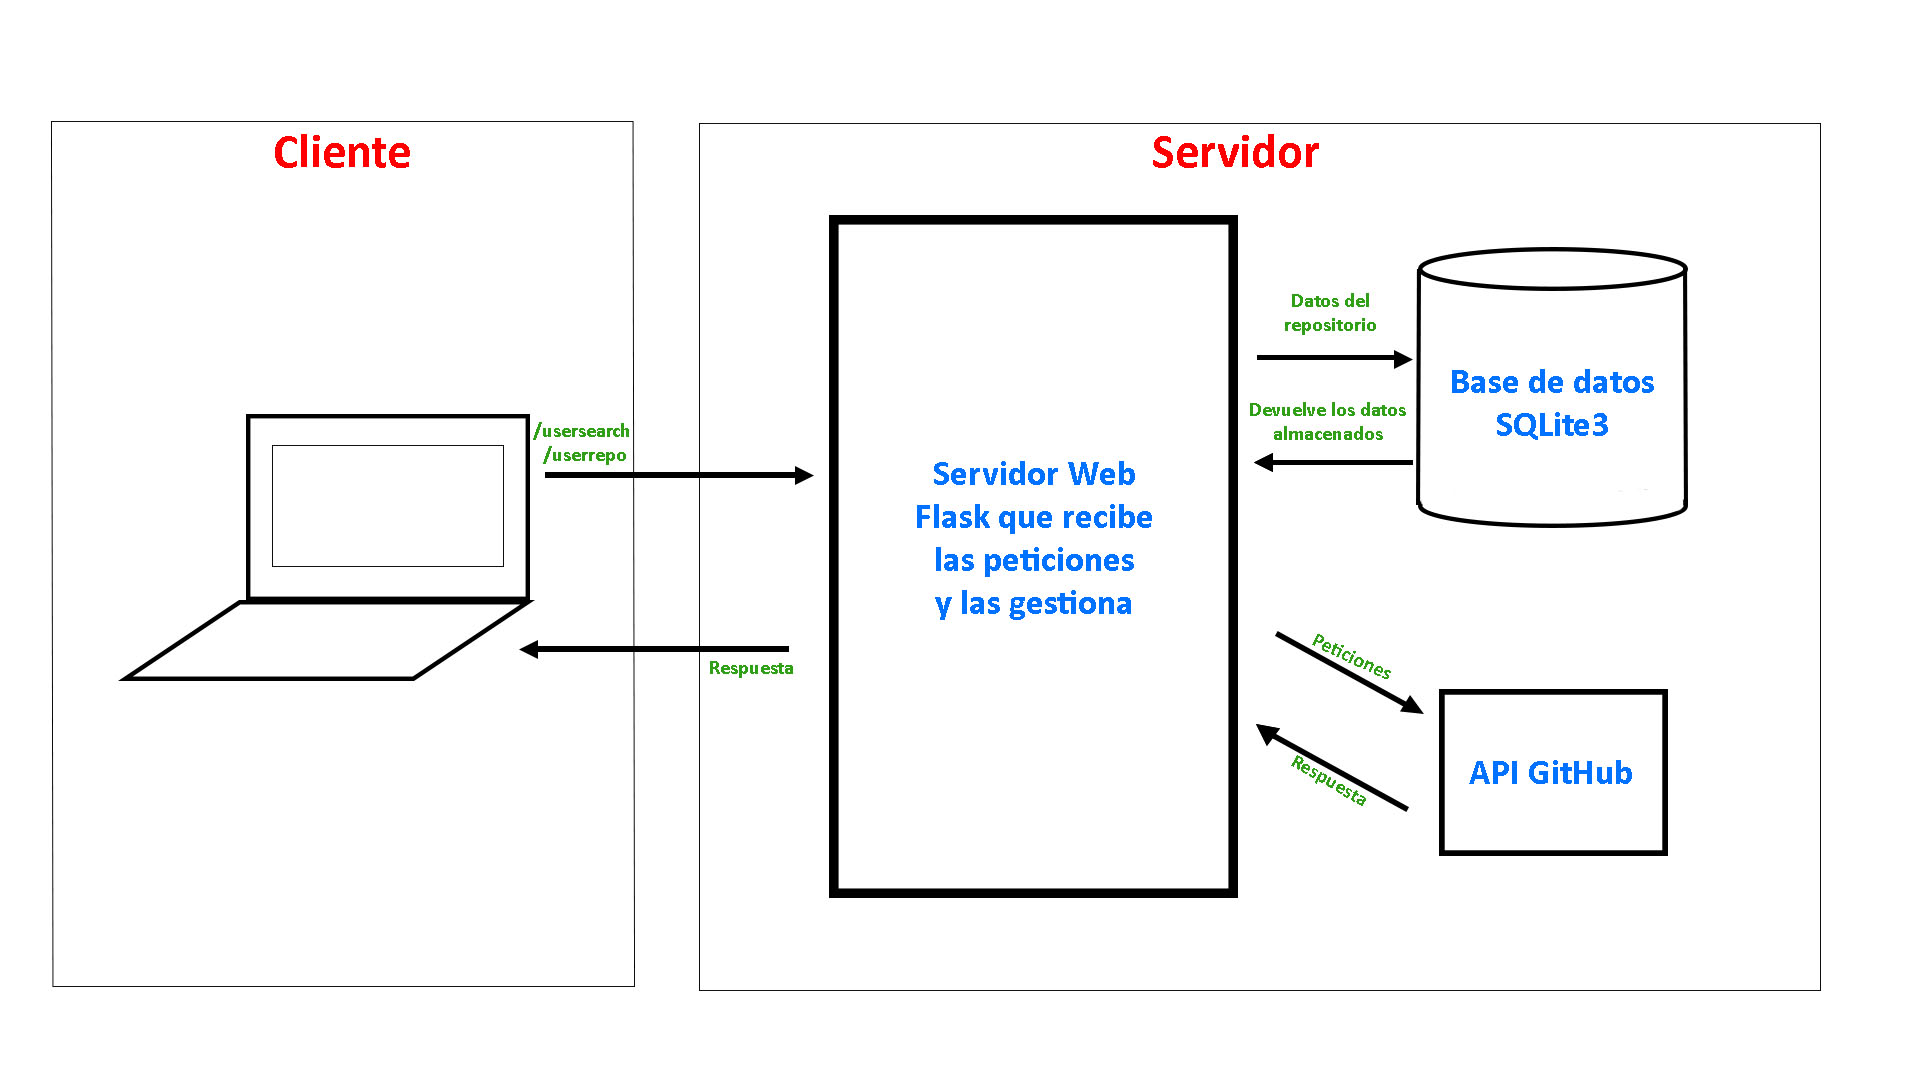 Cliente
Servidor
/usersearch
/userrepo
Respuesta
Servidor Web
Flask que recibe
las peticiones
y las gestiona
Datos del
repositorio
Devuelve los datos
almacenados
Base de datos
SQLite3
Peticiones
Respuesta
API GitHub